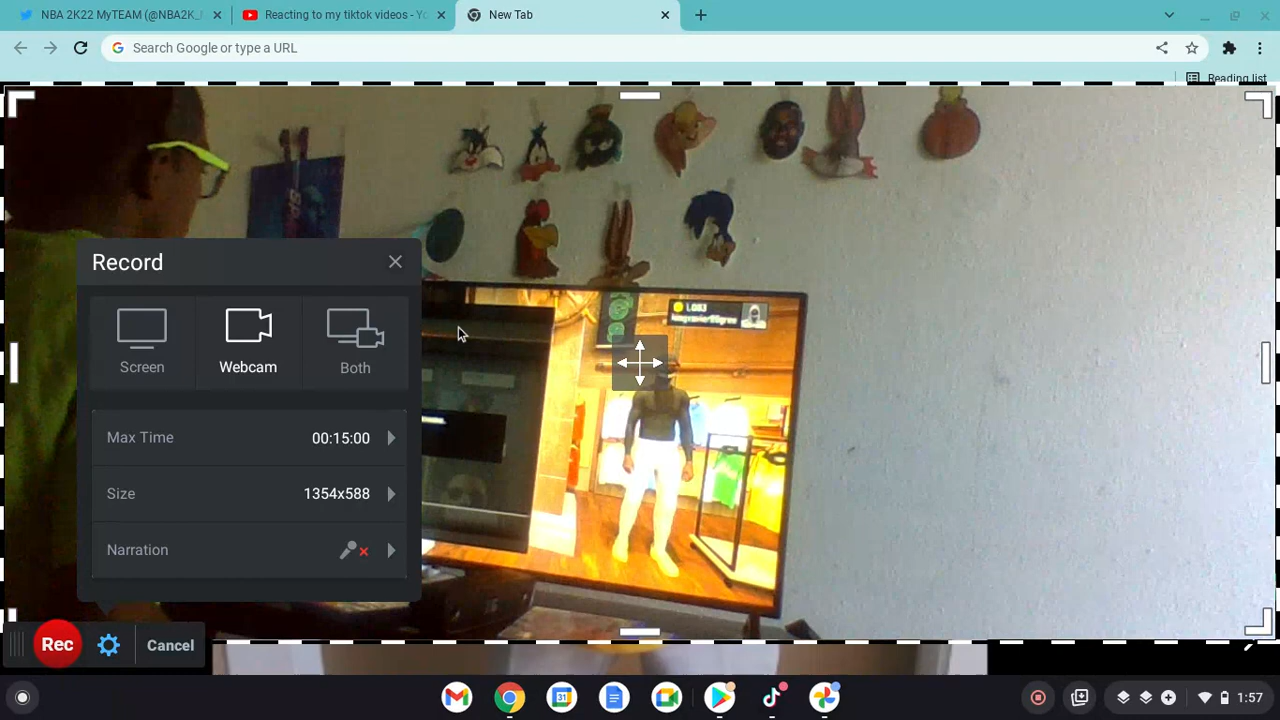 NBA 2K22 MyTEAM (@NBA2K_
Reacting to my tiktok videos - Yo
New Tab
Search Google or type a URL
Reading list
Record
Screen
Webcam
Both
Max Time 00:15:00
Size 1354x588
Narration
Rec
Cancel
31
1:57